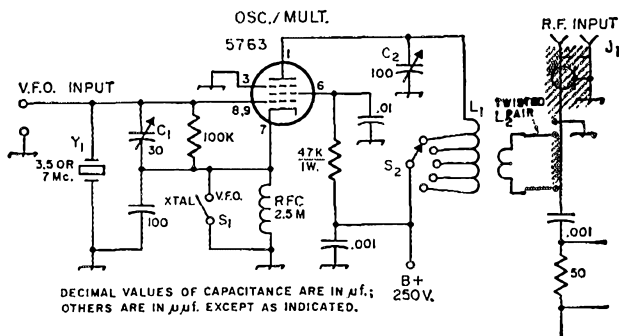 OSC./MULT.
5763
R.F. INPUT
J1
V.F.O. INPUT
1
C2
100
3
6
8,9
7
.01
L1
TWISTED
PAIR
L2
C1
30
100K
Y1
3.5 OR
7 Mc.
47K
1W.
S2
XTAL
V.F.O.
S1
RFC
2.5 M
100
.001
.001
50
B+
250V.
DECIMAL VALUES OF CAPACITANCE ARE IN μf.;
OTHERS ARE IN μμf. EXCEPT AS INDICATED.